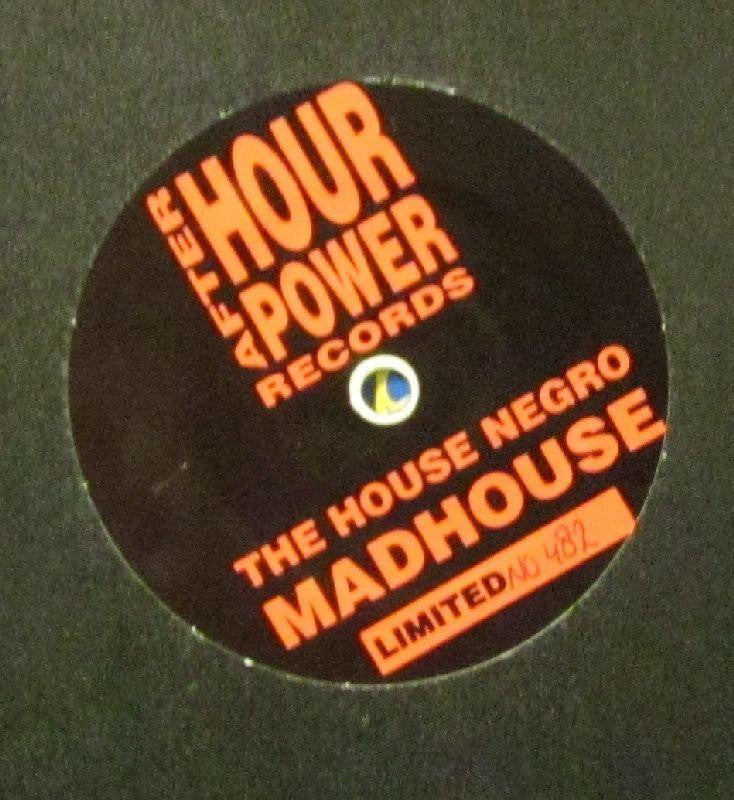 AFTER
HOUR
POWER
RECORDS
THE HOUSE NEGRO
MADHOUSE
LIMITED NO 482